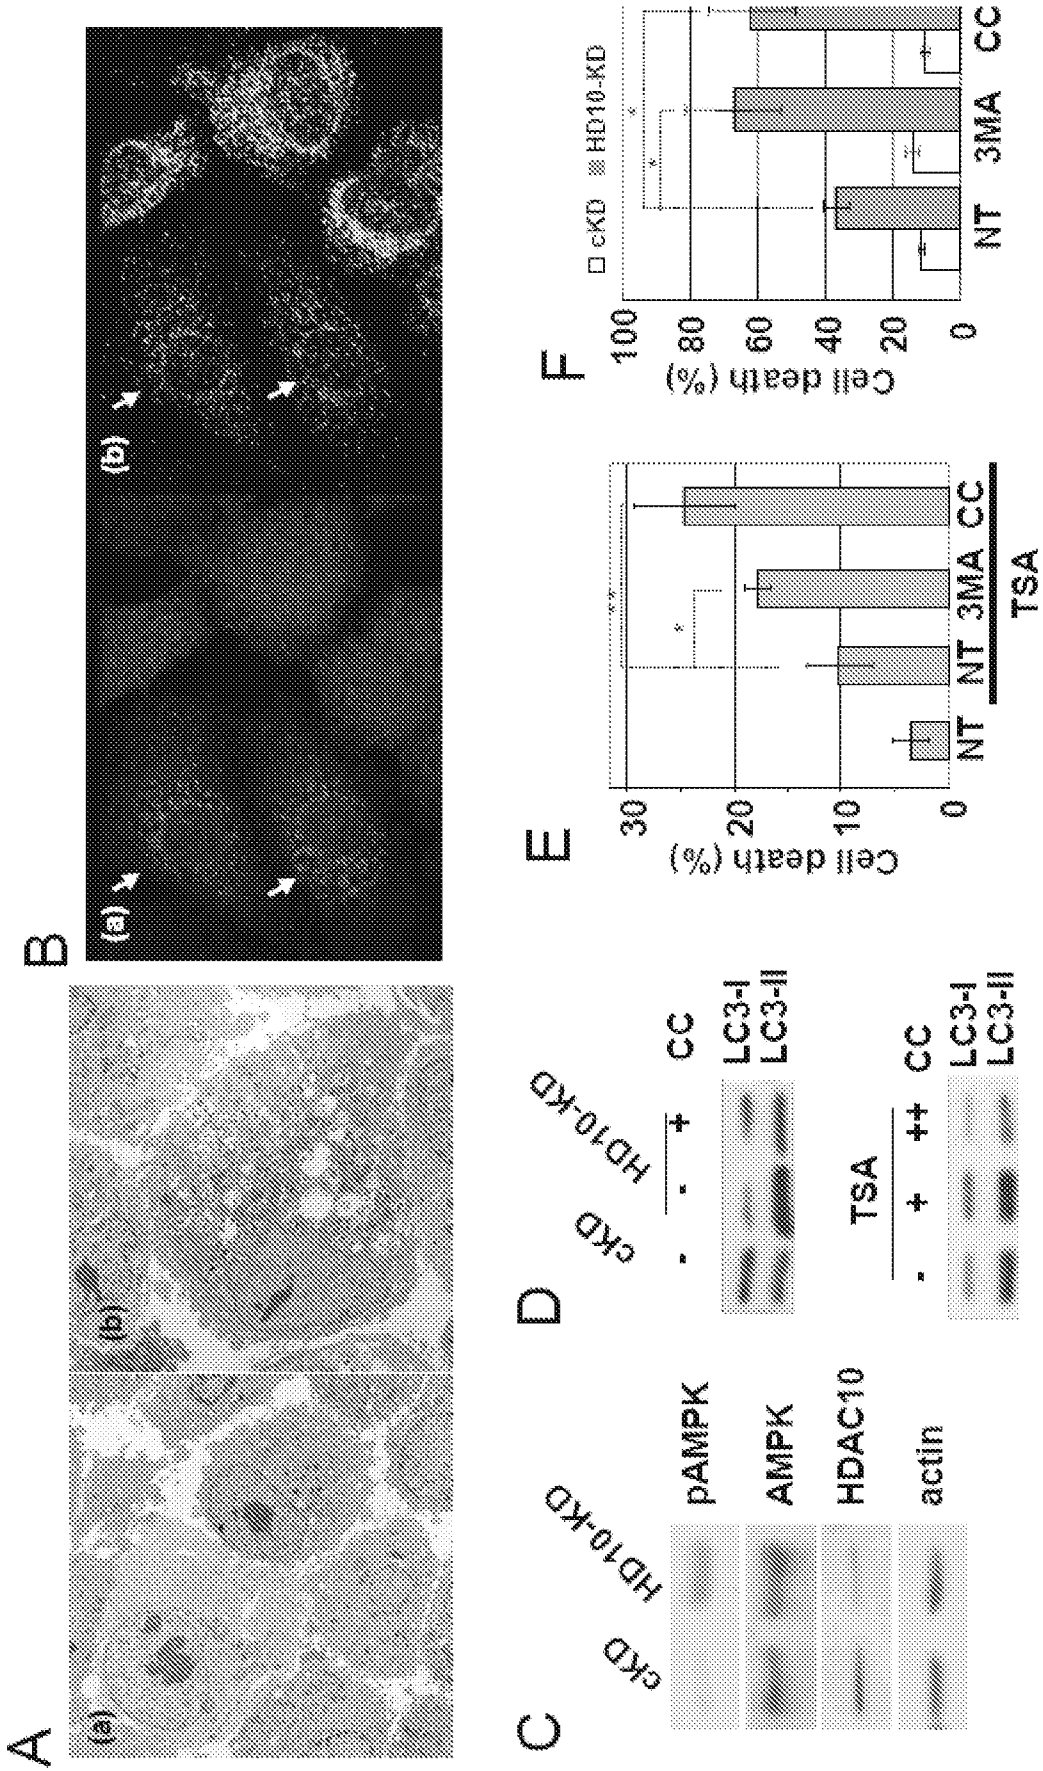 A
(a)
(b)
B
(a)
(b)
C
cKD
HD10-KD
pAMPK
AMPK
HDAC10
actin
D
cKD
HD10-KD
- - + CC
LC3-I
LC3-II
TSA
- + ++ CC
LC3-I
LC3-II
E
Cell death (%)
30
20
10
0
**
*
NT NT 3MA CC
TSA
F
□ cKD ■ HD10-KD
Cell death (%)
100
80
60
40
20
0
*
*
NT 3MA CC